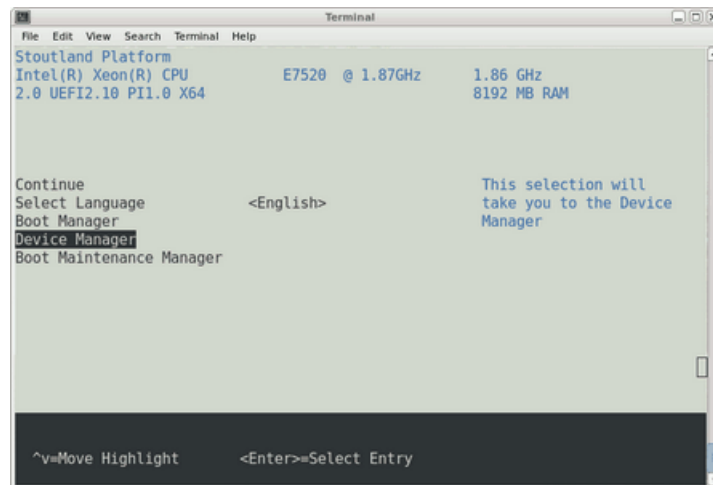 Terminal
File Edit View Search Terminal Help
Stoutland Platform
Intel(R) Xeon(R) CPU E7520 @ 1.87GHz 1.86 GHz
2.0 UEFI2.10 PI1.0 X64 8192 MB RAM
Continue This selection will
Select Language <English> take you to the Device
Boot Manager Manager
Device Manager
Boot Maintenance Manager
^v=Move Highlight <Enter>=Select Entry